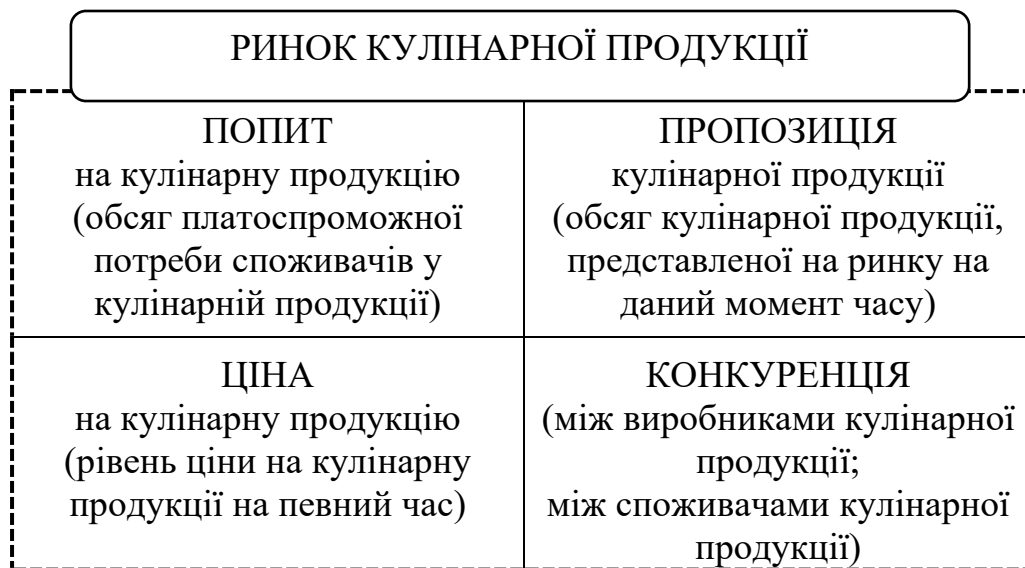 РИНОК КУЛІНАРНОЇ ПРОДУКЦІЇ
ПОПИТ
на кулінарну продукцію
(обсяг платоспроможної
потреби споживачів у
кулінарній продукції)
ПРОПОЗИЦІЯ
кулінарної продукції
(обсяг кулінарної продукції,
представленої на ринку на
даний момент часу)
ЦІНА
на кулінарну продукцію
(рівень ціни на кулінарну
продукції на певний час)
КОНКУРЕНЦІЯ
(між виробниками кулінарної
продукції;
між споживачами кулінарної
продукції)